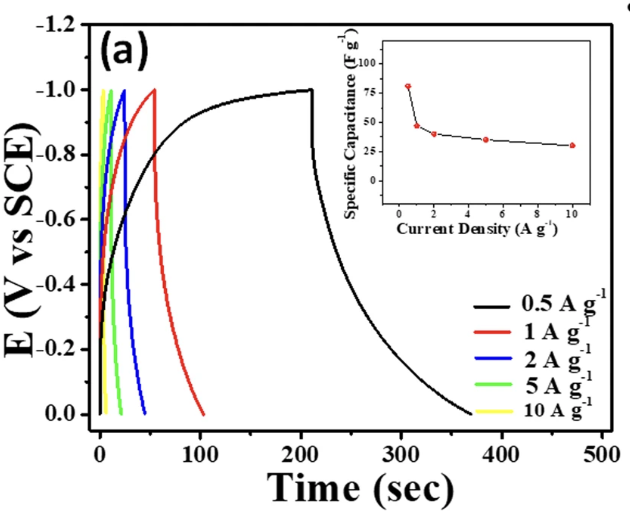 (a)
E (V vs SCE)
-1.2
-1.0
-0.8
-0.6
-0.4
-0.2
0.0
0
100
200
300
400
500
Time (sec)
Specific Capacitance (F g-1)
100
75
50
25
0
0
2
4
6
8
10
Current Density (A g-1)
0.5 A g-1
1 A g-1
2 A g-1
5 A g-1
10 A g-1